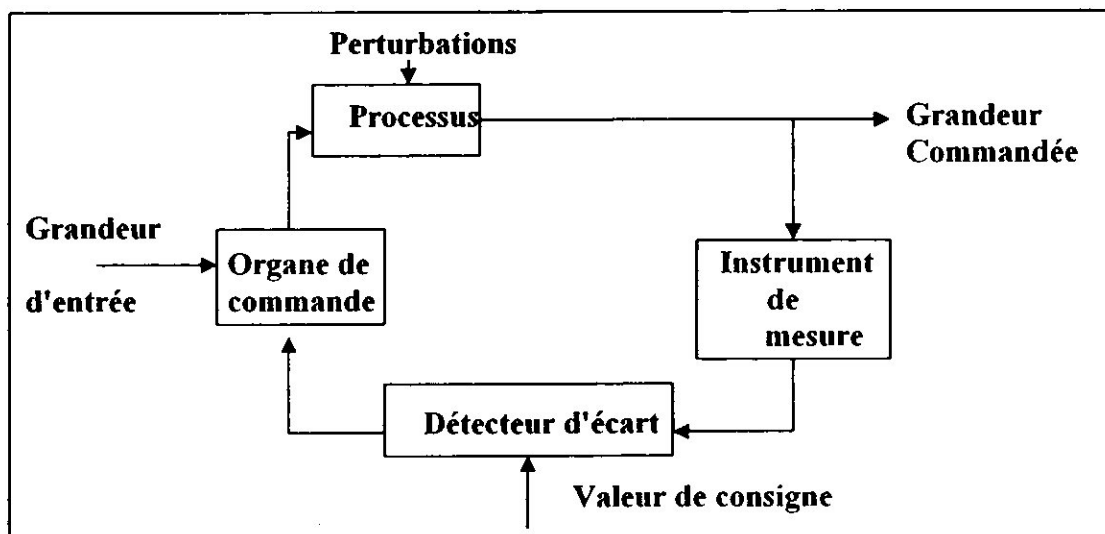 Perturbations
Processus
Grandeur
Commandée
Grandeur
d'entrée
Organe de
commande
Instrument
de
mesure
Détecteur d'écart
Valeur de consigne